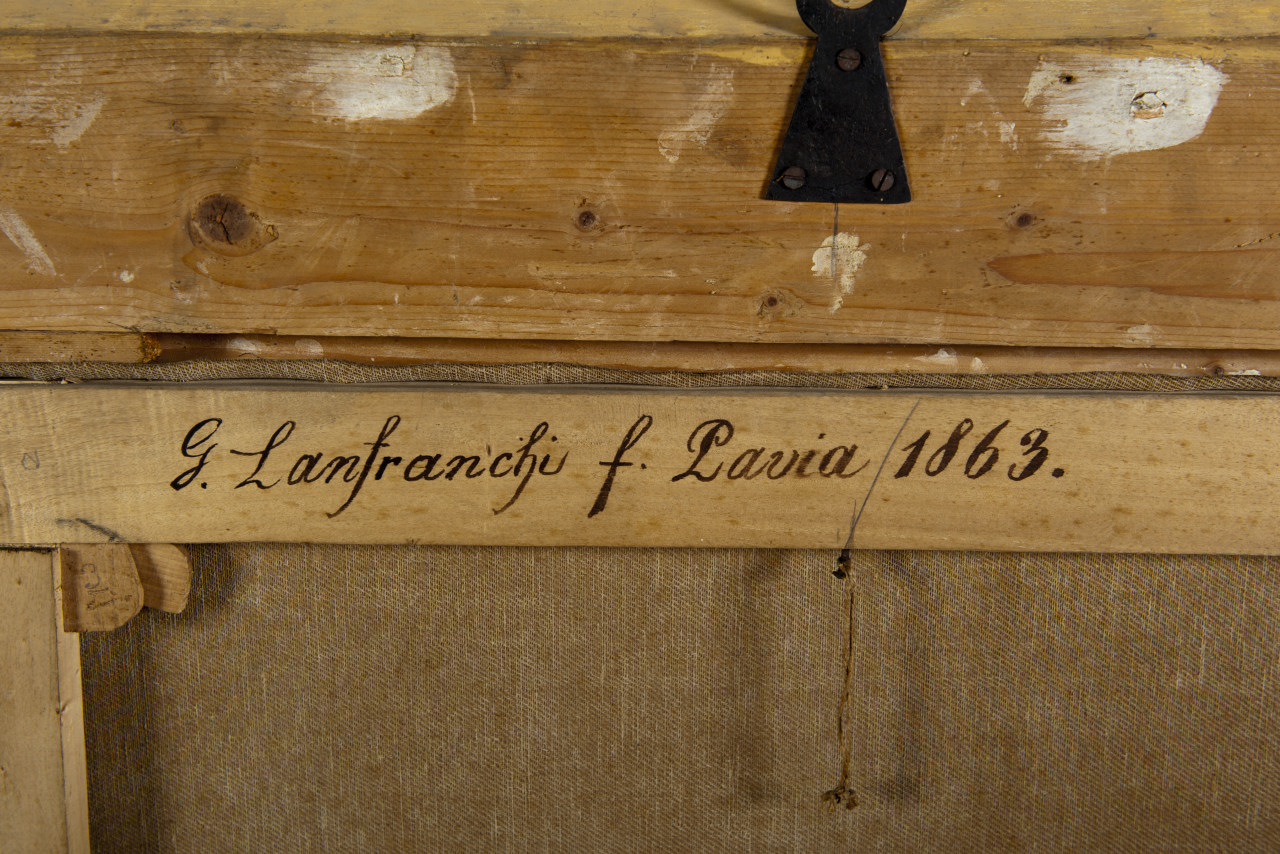 G. Lanfranchi f. Pavia / 1863.